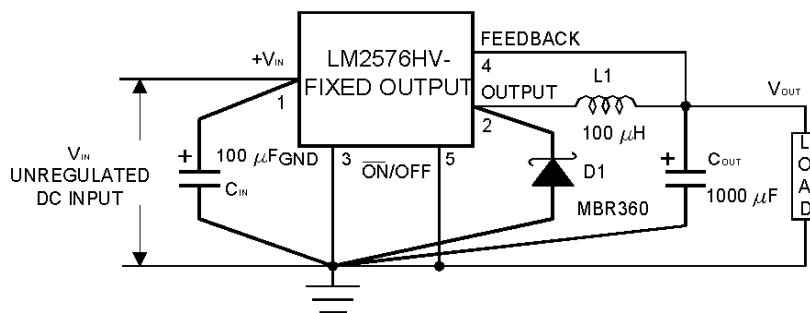 LM2576HV-
FIXED OUTPUT
+VIN
1
FEEDBACK
4
OUTPUT
2
L1
100 μH
VOUT
VIN
UNREGULATED
DC INPUT
+
100 μF
CIN
GND
3
ON/OFF
5
D1
MBR360
+
COUT
1000 μF
LOAD